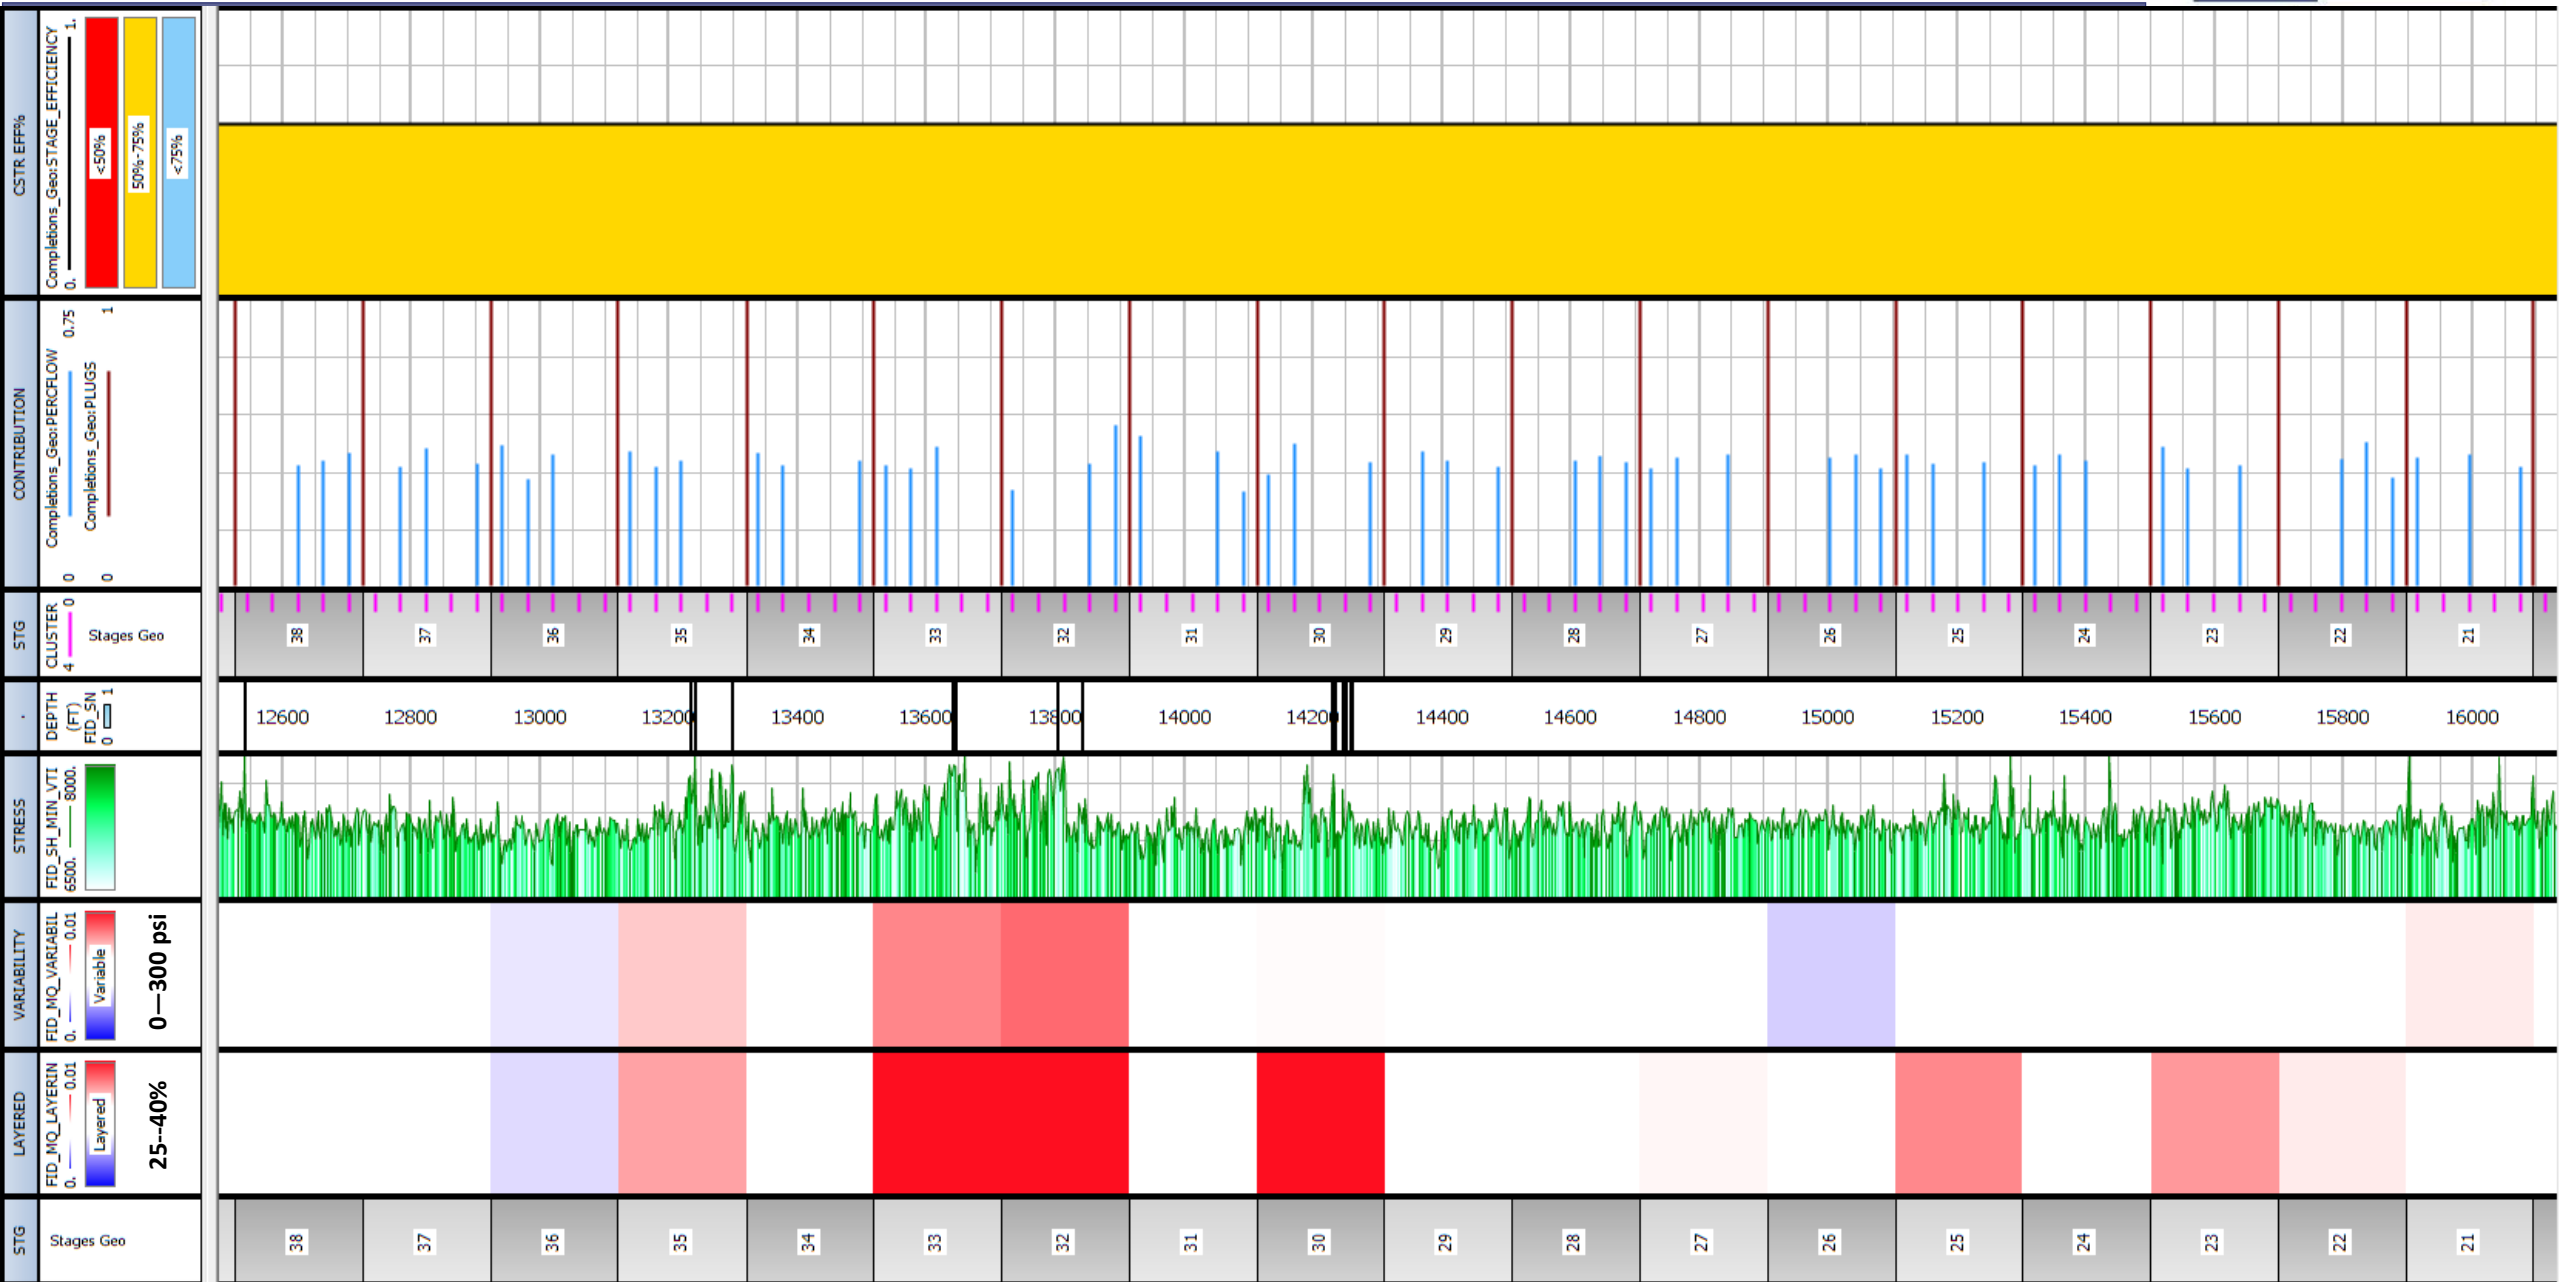 CSTR EFF%
Completions_Geo:STAGE_EFFICIENCY
0. 1.
<50%
50%-75%
<75%
CONTRIBUTION
Completions_Geo:PERCFLOW
0 0.75
Completions_Geo:PLUGS
0 1
STG
CLUSTER
4 0
Stages Geo
38 37 36 35 34 33 32 31 30 29 28 27 26 25 24 23 22 21
.
DEPTH
(FT)
FID_SN
0 1
12600 12800 13000 13200 13400 13600 13800 14000 14200 14400 14600 14800 15000 15200 15400 15600 15800 16000
STRESS
FID_SH_MIN_VTI
6500. 8000.
VARIABILITY
FID_MQ_VARIABIL
0. 0.01
Variable
0—300 psi
LAYERED
FID_MQ_LAYERIN
0. 0.01
Layered
25--40%
STG
Stages Geo
38 37 36 35 34 33 32 31 30 29 28 27 26 25 24 23 22 21